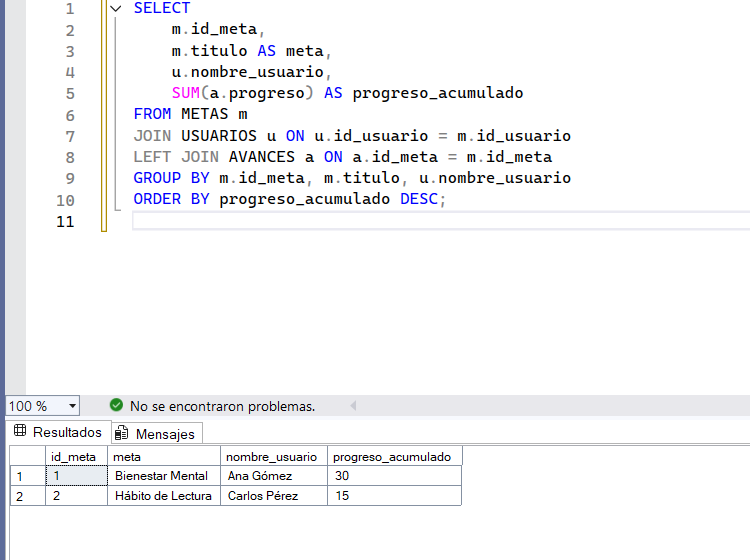 1 SELECT
2 m.id_meta,
3 m.titulo AS meta,
4 u.nombre_usuario,
5 SUM(a.progreso) AS progreso_acumulado
6 FROM METAS m
7 JOIN USUARIOS u ON u.id_usuario = m.id_usuario
8 LEFT JOIN AVANCES a ON a.id_meta = m.id_meta
9 GROUP BY m.id_meta, m.titulo, u.nombre_usuario
10 ORDER BY progreso_acumulado DESC;
11
100 % No se encontraron problemas.
Resultados Mensajes
id_meta meta nombre_usuario progreso_acumulado
1 1 Bienestar Mental Ana Gómez 30
2 2 Hábito de Lectura Carlos Pérez 15